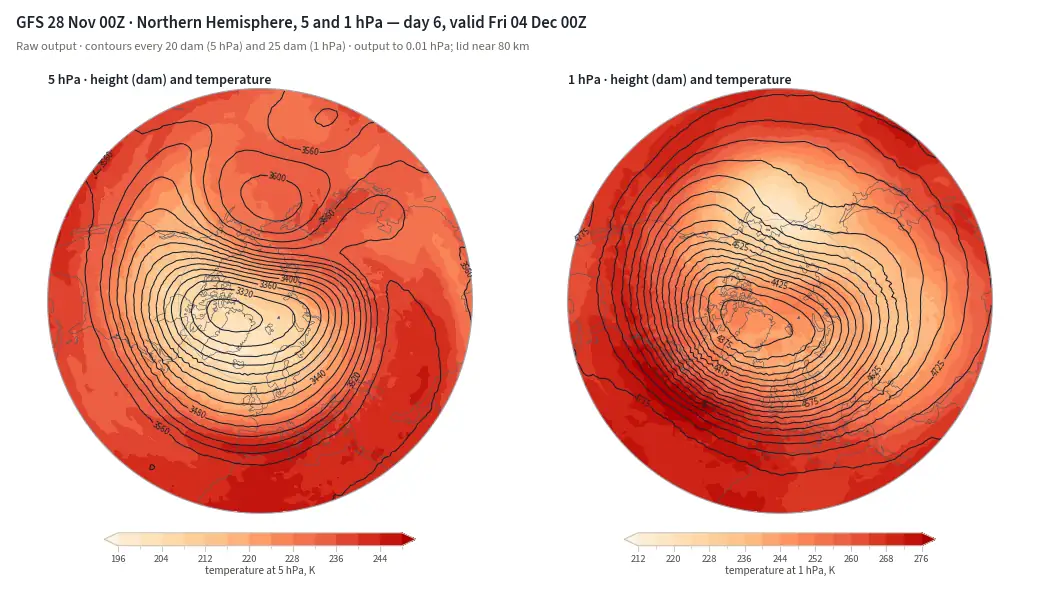 GFS 28 Nov 00Z · Northern Hemisphere, 5 and 1 hPa — day 6, valid Fri 04 Dec 00Z
Raw output · contours every 20 dam (5 hPa) and 25 dam (1 hPa) · output to 0.01 hPa; lid near 80 km
5 hPa · height (dam) and temperature
1 hPa · height (dam) and temperature
3560
3560
3600
3600
3560
3400
3360
3320
3440
3520
3480
3560
4775
4525
4425
4375
4475
4625
4725
4575
196 204 212 220 228 236 244
temperature at 5 hPa, K
212 220 228 236 244 252 260 268 276
temperature at 1 hPa, K